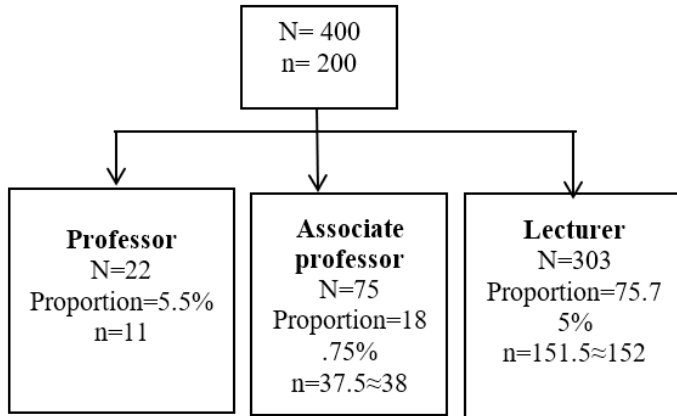 N= 400
n= 200
Professor
N=22
Proportion=5.5%
n=11
Associate
professor
N=75
Proportion=18
.75%
n=37.5≈38
Lecturer
N=303
Proportion=75.7
5%
n=151.5≈152